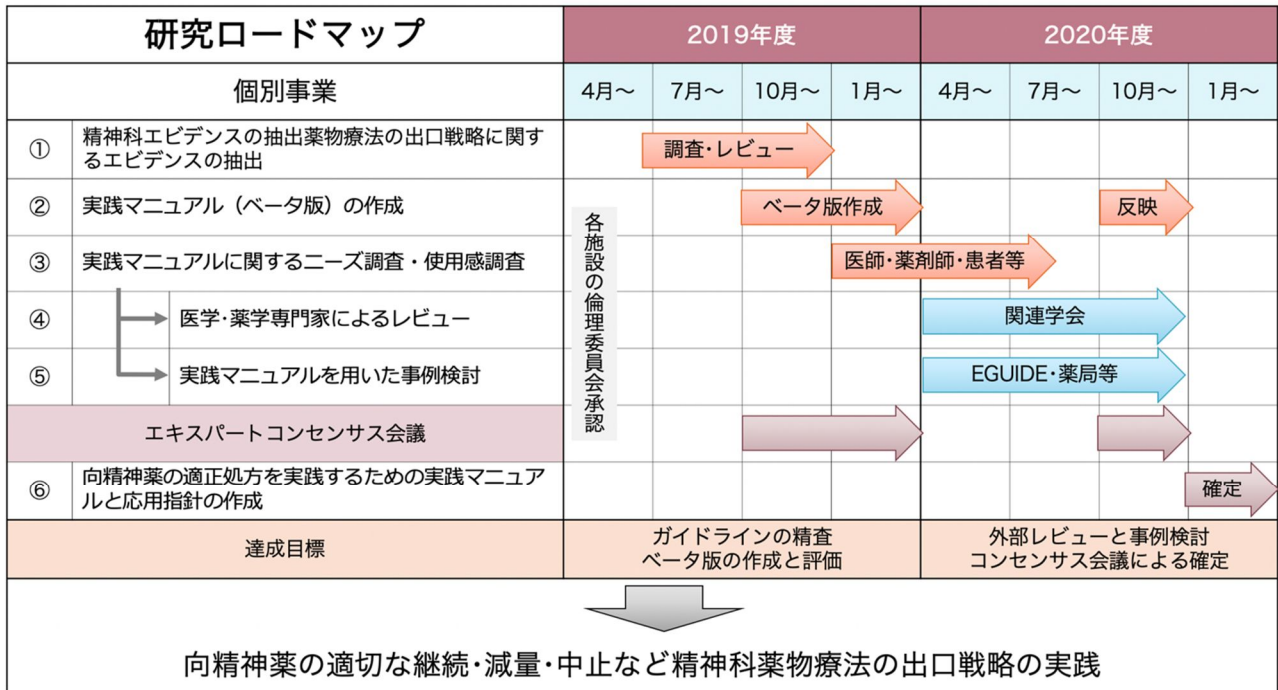 研究ロードマップ
2019年度
2020年度
個別事業
4月〜
7月〜
10月〜
1月〜
4月〜
7月〜
10月〜
1月〜
①
精神科エビデンスの抽出薬物療法の出口戦略に関す
るエビデンスの抽出
調査・レビュー
②
実践マニュアル（ベータ版）の作成
ベータ版作成
反映
③
実践マニュアルに関するニーズ調査・使用感調査
医師・薬剤師・患者等
④
医学・薬学専門家によるレビュー
関連学会
⑤
実践マニュアルを用いた事例検討
EGUIDE・薬局等
各施設の倫理委員会承認
エキスパートコンセンサス会議
⑥
向精神薬の適正処方を実践するための実践マニュア
ルと応用指針の作成
確定
達成目標
ガイドラインの精査
ベータ版の作成と評価
外部レビューと事例検討
コンセンサス会議による確定
向精神薬の適切な継続・減量・中止など精神科薬物療法の出口戦略の実践